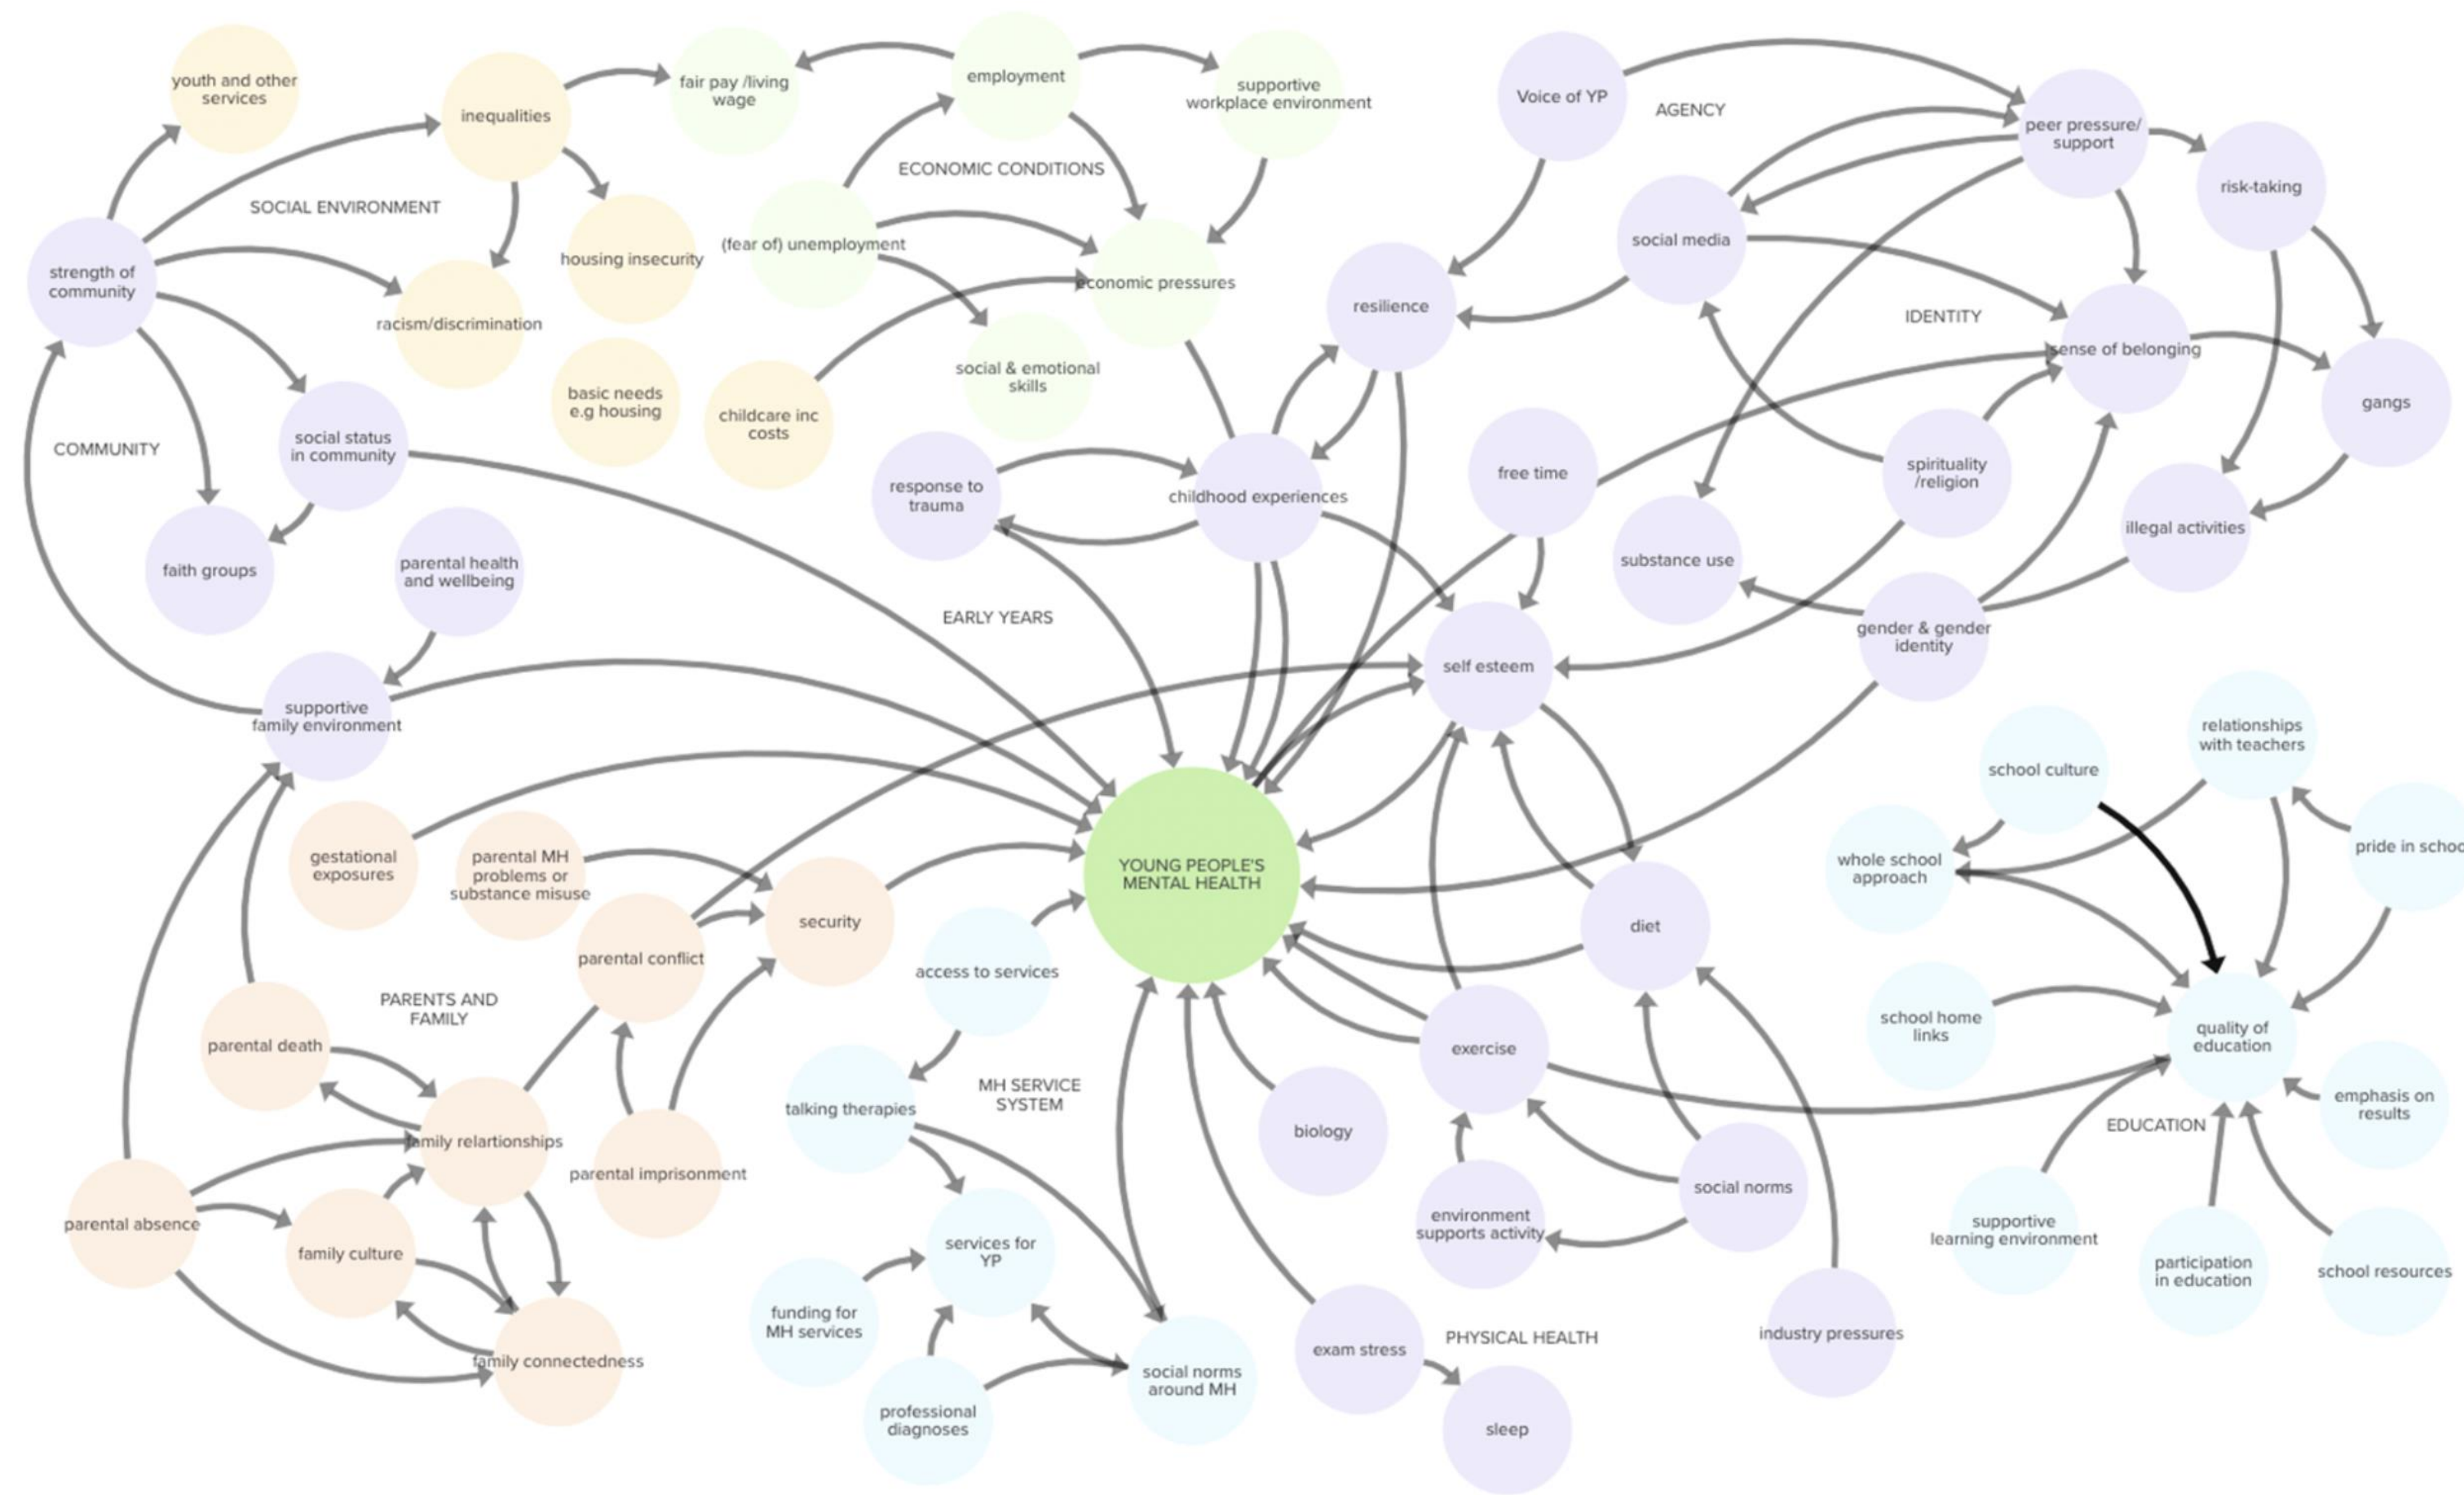 youth and other
services
inequalities
fair pay /living
wage
employment
supportive
workplace environment
Voice of YP
AGENCY
peer pressure/
support
risk-taking
ECONOMIC CONDITIONS
SOCIAL ENVIRONMENT
strength of
community
housing insecurity
(fear of) unemployment
economic pressures
social media
resilience
IDENTITY
sense of belonging
racism/discrimination
social & emotional
skills
basic needs
e.g housing
childcare inc
costs
gangs
COMMUNITY
social status
in community
response to
trauma
childhood experiences
free time
spirituality
/religion
illegal activities
substance use
faith groups
parental health
and wellbeing
EARLY YEARS
gender & gender
identity
self esteem
supportive
family environment
relationships
with teachers
school culture
pride in schoo
gestational
exposures
parental MH
problems or
substance misuse
YOUNG PEOPLE'S
MENTAL HEALTH
whole school
approach
security
diet
parental conflict
access to services
PARENTS AND
FAMILY
school home
links
quality of
education
parental death
exercise
talking therapies
MH SERVICE
SYSTEM
emphasis on
results
EDUCATION
biology
family relartionships
parental imprisonment
social norms
parental absence
family culture
services for
YP
environment
supports activity
supportive
learning environment
participation
in education
school resources
funding for
MH services
exam stress
PHYSICAL HEALTH
industry pressures
family connectedness
social norms
around MH
professional
diagnoses
sleep